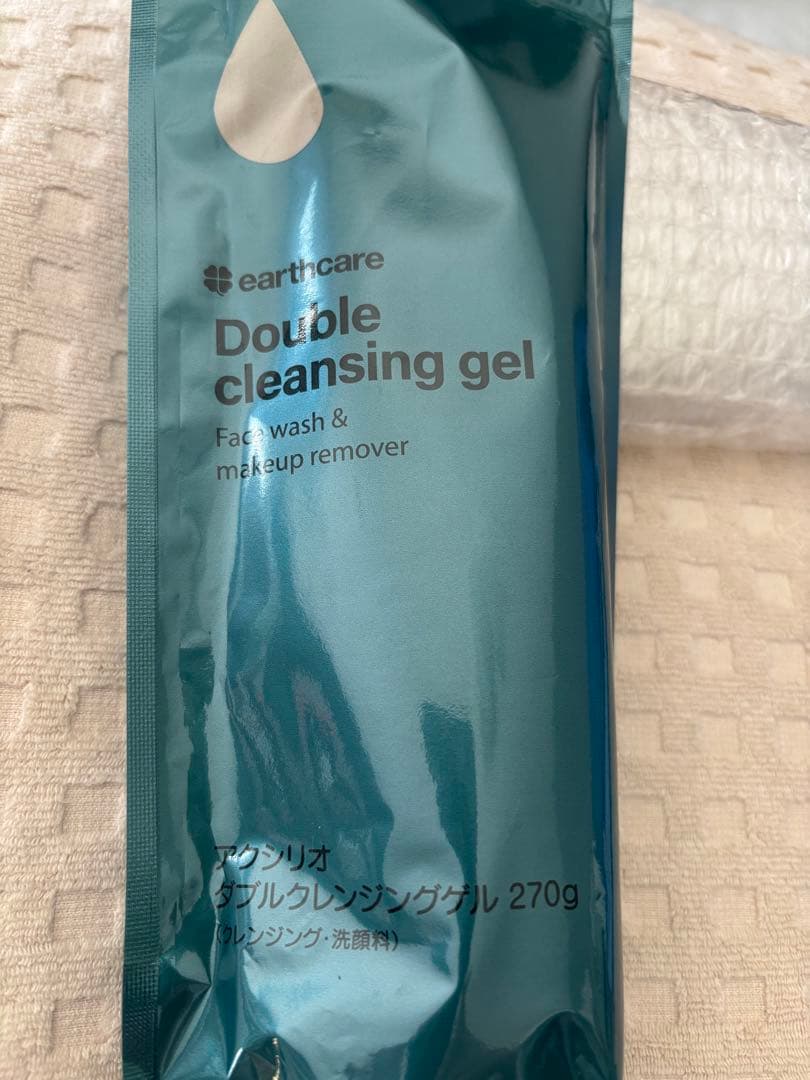 earthcare
Double
cleansing gel
Face wash &
makeup remover
アクシリオ
ダブルクレンジングゲル 270g
(クレンジング・洗顔料)